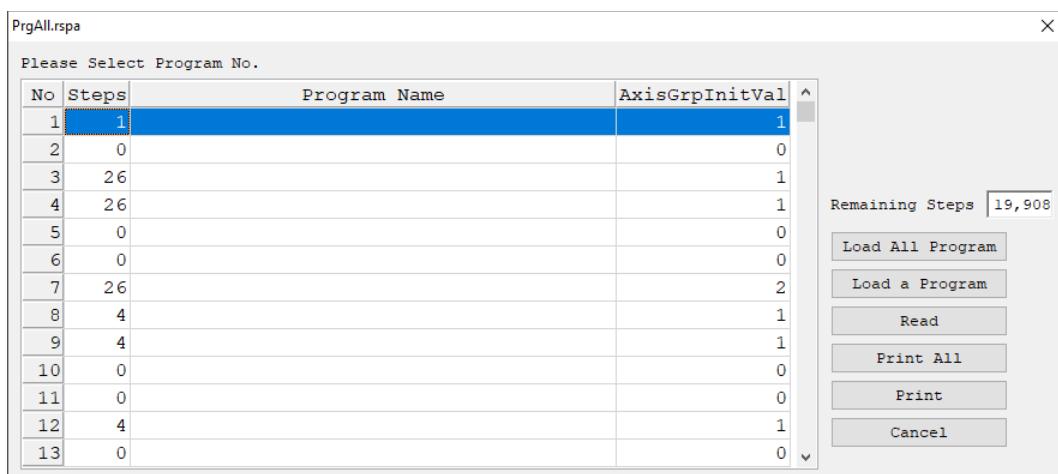 PrgAll.rspa
Please Select Program No.
No Steps Program Name AxisGrpInitVal
1 1 1
2 0 0
3 26 1
4 26 1
5 0 0
6 0 0
7 26 2
8 4 1
9 4 1
10 0 0
11 0 0
12 4 1
13 0 0
Remaining Steps 19,908
Load All Program
Load a Program
Read
Print All
Print
Cancel